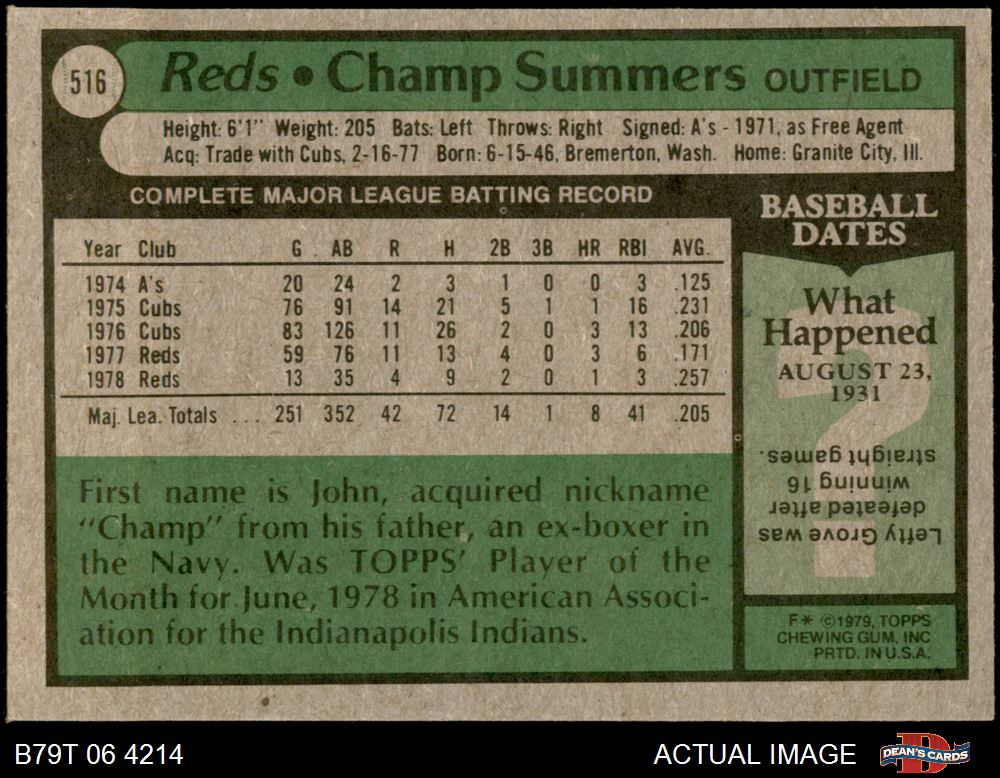 516
Reds • Champ Summers OUTFIELD
Height: 6'1" Weight: 205 Bats: Left Throws: Right Signed: A's - 1971, as Free Agent
Acq: Trade with Cubs, 2-16-77 Born: 6-15-46, Bremerton, Wash. Home: Granite City, Ill.
COMPLETE MAJOR LEAGUE BATTING RECORD
Year Club G AB R H 2B 3B HR RBI AVG.
1974 A's 20 24 2 3 1 0 0 3 .125
1975 Cubs 76 91 14 21 5 1 1 16 .231
1976 Cubs 83 126 11 26 2 0 3 13 .206
1977 Reds 59 76 11 13 4 0 3 6 .171
1978 Reds 13 35 4 9 2 0 1 3 .257
Maj. Lea. Totals ... 251 352 42 72 14 1 8 41 .205
First name is John, acquired nickname
"Champ" from his father, an ex-boxer in
the Navy. Was TOPPS' Player of the
Month for June, 1978 in American Associ-
ation for the Indianapolis Indians.
BASEBALL
DATES
What
Happened
AUGUST 23,
1931
?
Lefty Grove was
defeated after
winning 16
straight games.
F* ©1979, TOPPS
CHEWING GUM, INC
PRTD. IN U.S.A.
B79T 06 4214
ACTUAL IMAGE
D
DEAN'S CARDS